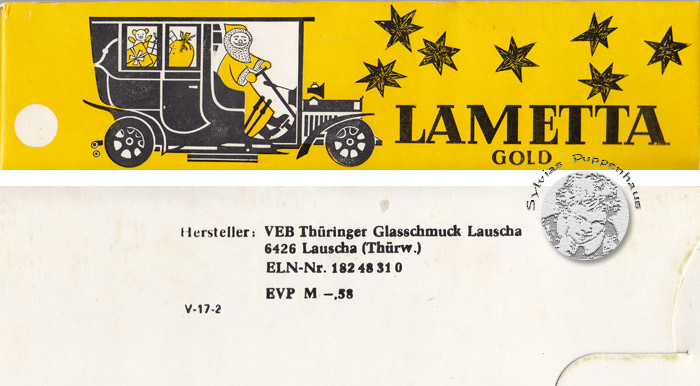 LAMETTA
GOLD
Sylvias Puppenhaus
Hersteller: VEB Thüringer Glasschmuck Lauscha
6426 Lauscha (Thürw.)
ELN-Nr. 182 48 31 0
EVP M –,58
V-17-2